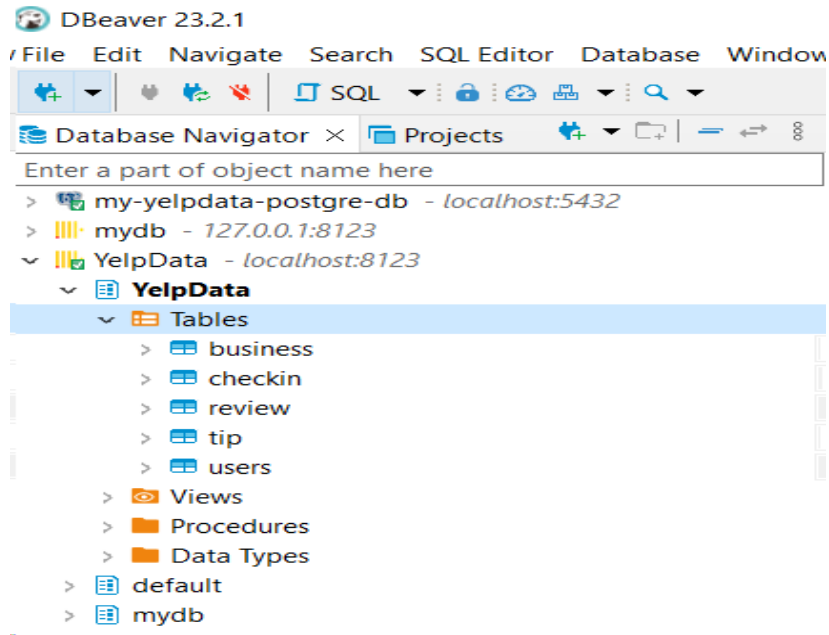 DBeaver 23.2.1
File Edit Navigate Search SQL Editor Database Window
SQL
Database Navigator Projects
Enter a part of object name here
my-yelpdata-postgre-db - localhost:5432
mydb - 127.0.0.1:8123
YelpData - localhost:8123
YelpData
Tables
business
checkin
review
tip
users
Views
Procedures
Data Types
default
mydb